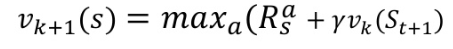 v_{k+1}(s) = max_a(R_s^a + γv_k(S_{t+1})